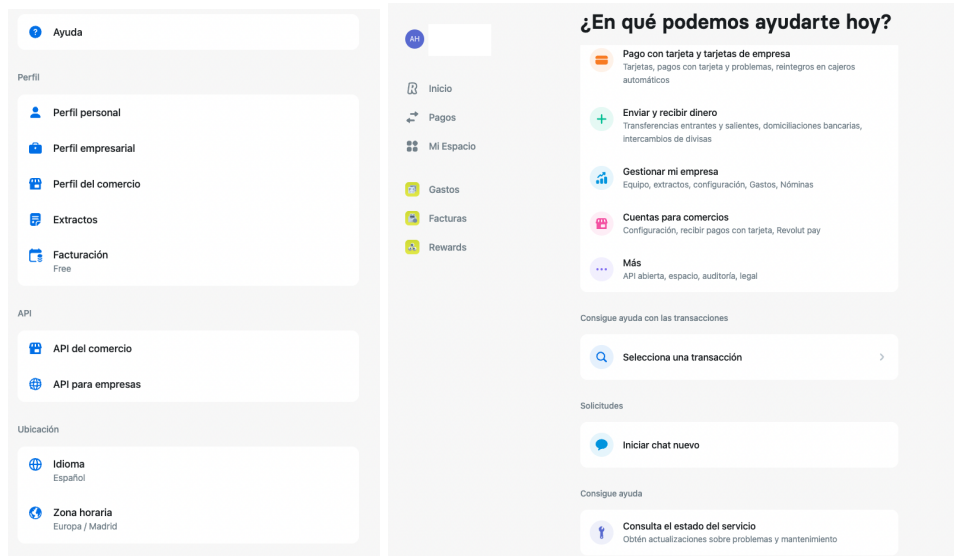 Ayuda
Perfil
Perfil personal
Perfil empresarial
Perfil del comercio
Extractos
Facturación
Free
API
API del comercio
API para empresas
Ubicación
Idioma
Español
Zona horaria
Europa / Madrid
AH
Inicio
Pagos
Mi Espacio
Gastos
Facturas
Rewards
¿En qué podemos ayudarte hoy?
Pago con tarjeta y tarjetas de empresa
Tarjetas, pagos con tarjeta y problemas, reintegros en cajeros
automáticos
Enviar y recibir dinero
Transferencias entrantes y salientes, domiciliaciones bancarias,
intercambios de divisas
Gestionar mi empresa
Equipo, extractos, configuración, Gastos, Nóminas
Cuentas para comercios
Configuración, recibir pagos con tarjeta, Revolut pay
Más
API abierta, espacio, auditoría, legal
Consigue ayuda con las transacciones
Selecciona una transacción
Solicitudes
Iniciar chat nuevo
Consigue ayuda
Consulta el estado del servicio
Obtén actualizaciones sobre problemas y mantenimiento